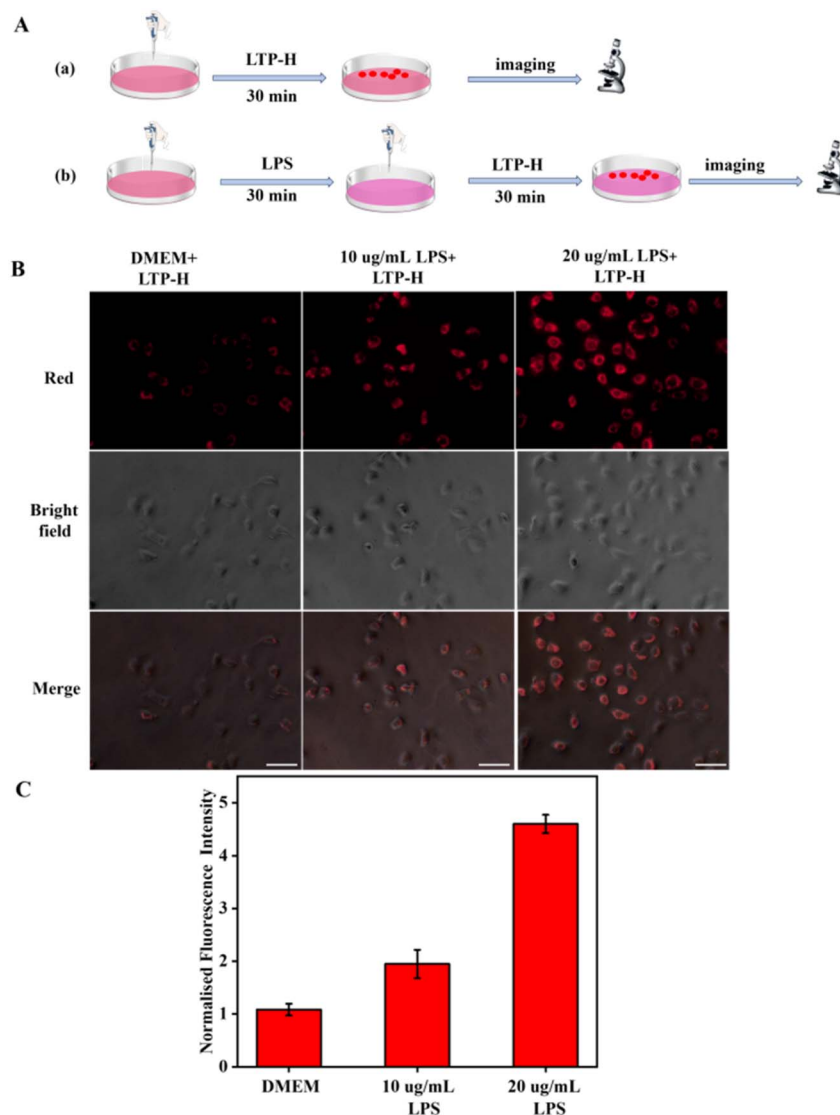 A
(a)
LTP-H
30 min
imaging
(b)
LPS
30 min
LTP-H
30 min
imaging
B
DMEM+
LTP-H
10 ug/mL LPS+
LTP-H
20 ug/mL LPS+
LTP-H
Red
Bright
field
Merge
C
Normalised Fluorescence Intensity
5
4
3
2
1
0
DMEM
10 ug/mL
LPS
20 ug/mL
LPS